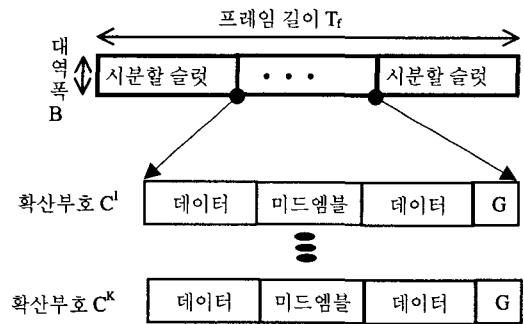 프레임 길이 Tf
대역폭 B
시분할 슬럿 • • • 시분할 슬럿
확산부호 C^1 데이터 미드엠블 데이터 G
확산부호 C^K 데이터 미드엠블 데이터 G